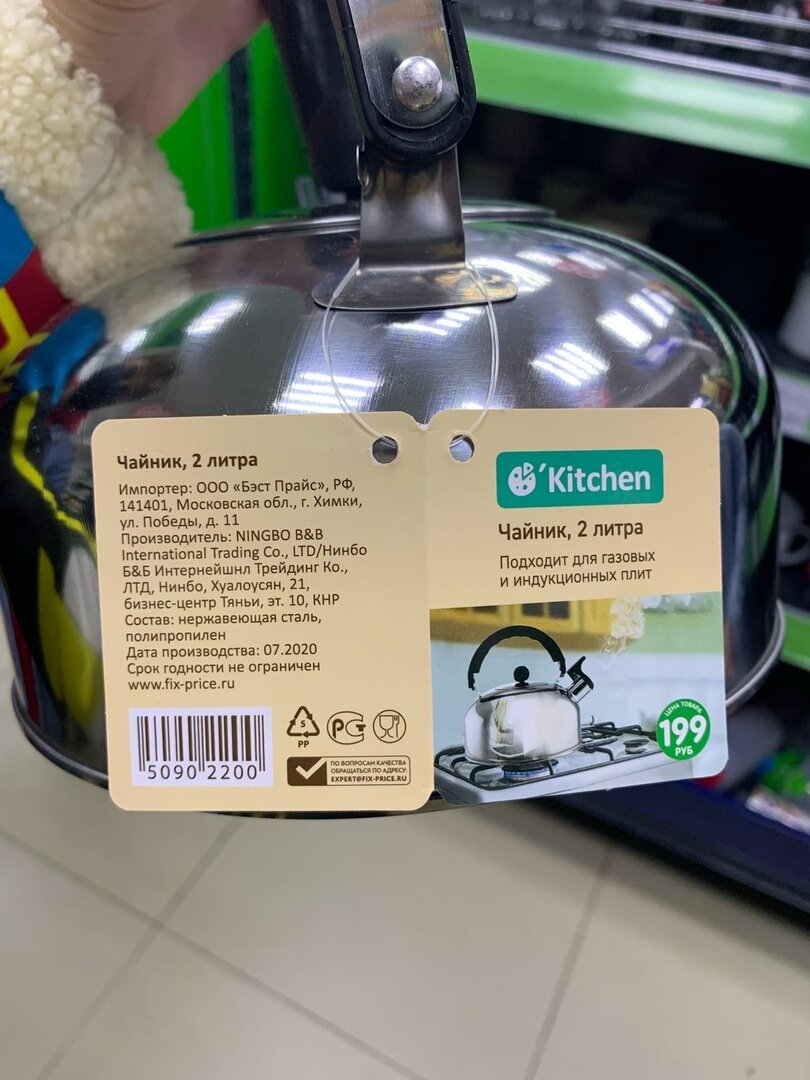 Чайник, 2 литра
Импортер: ООО «Бэст Прайс», РФ,
141401, Московская обл., г. Химки,
ул. Победы, д. 11
Производитель: NINGBO B&B
International Trading Co., LTD/Нинбо
Б&Б Интернейшнл Трейдинг Ко.,
ЛТД, Нинбо, Хуалоусян, 21,
бизнес-центр Тяньи, эт. 10, КНР
Состав: нержавеющая сталь,
полипропилен
Дата производства: 07.2020
Срок годности не ограничен
www.fix-price.ru
5090 2200
5
PP
РСТ
ПО ВОПРОСАМ КАЧЕСТВА
ОБРАЩАТЬСЯ ПО АДРЕСУ:
EXPERT@FIX-PRICE.RU
'Kitchen
Чайник, 2 литра
Подходит для газовых
и индукционных плит
ЦЕНА ТОВАРА
199
РУБ